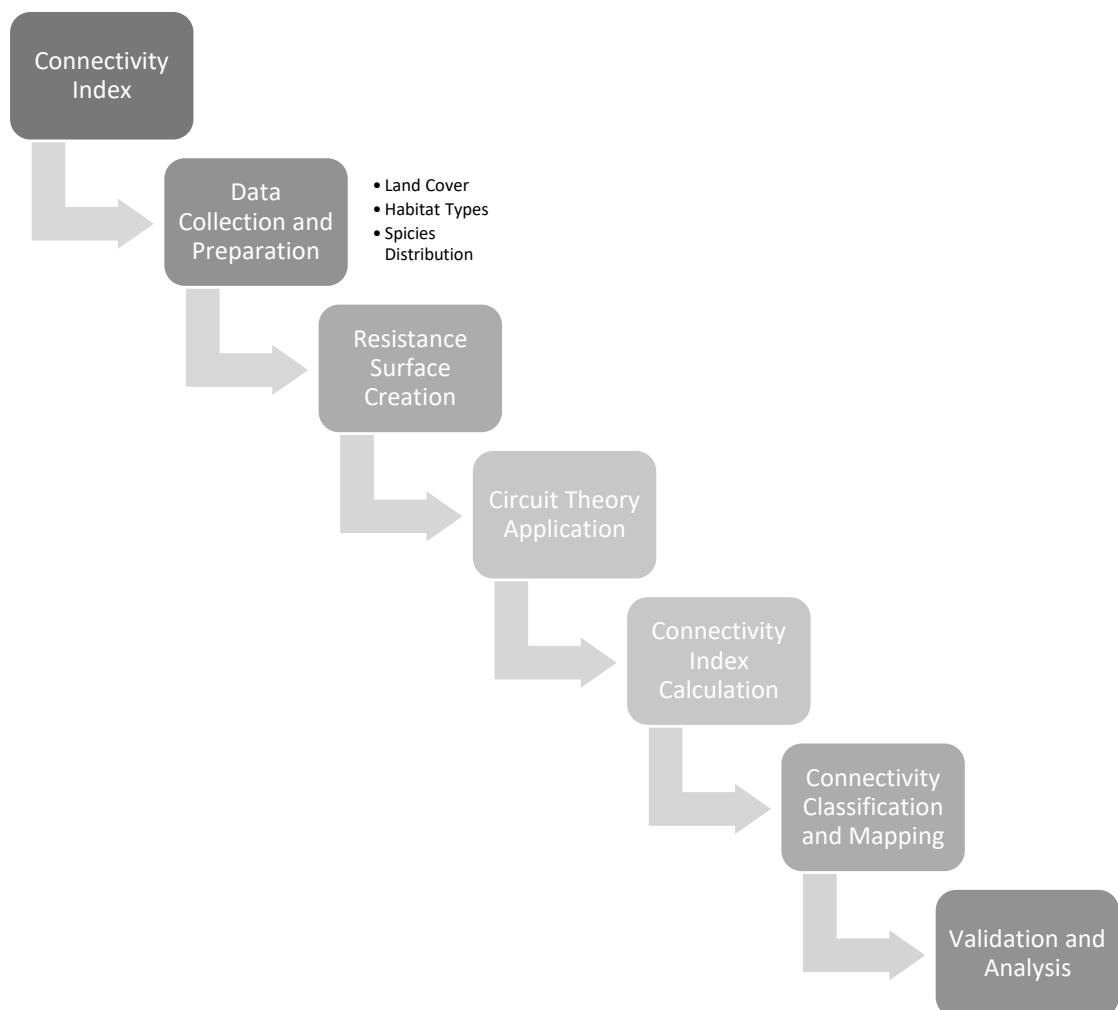 Connectivity
Index
Data
Collection and
Preparation
• Land Cover
• Habitat Types
• Spicies
Distribution
Resistance
Surface
Creation
Circuit Theory
Application
Connectivity
Index
Calculation
Connectivity
Classification
and Mapping
Validation and
Analysis